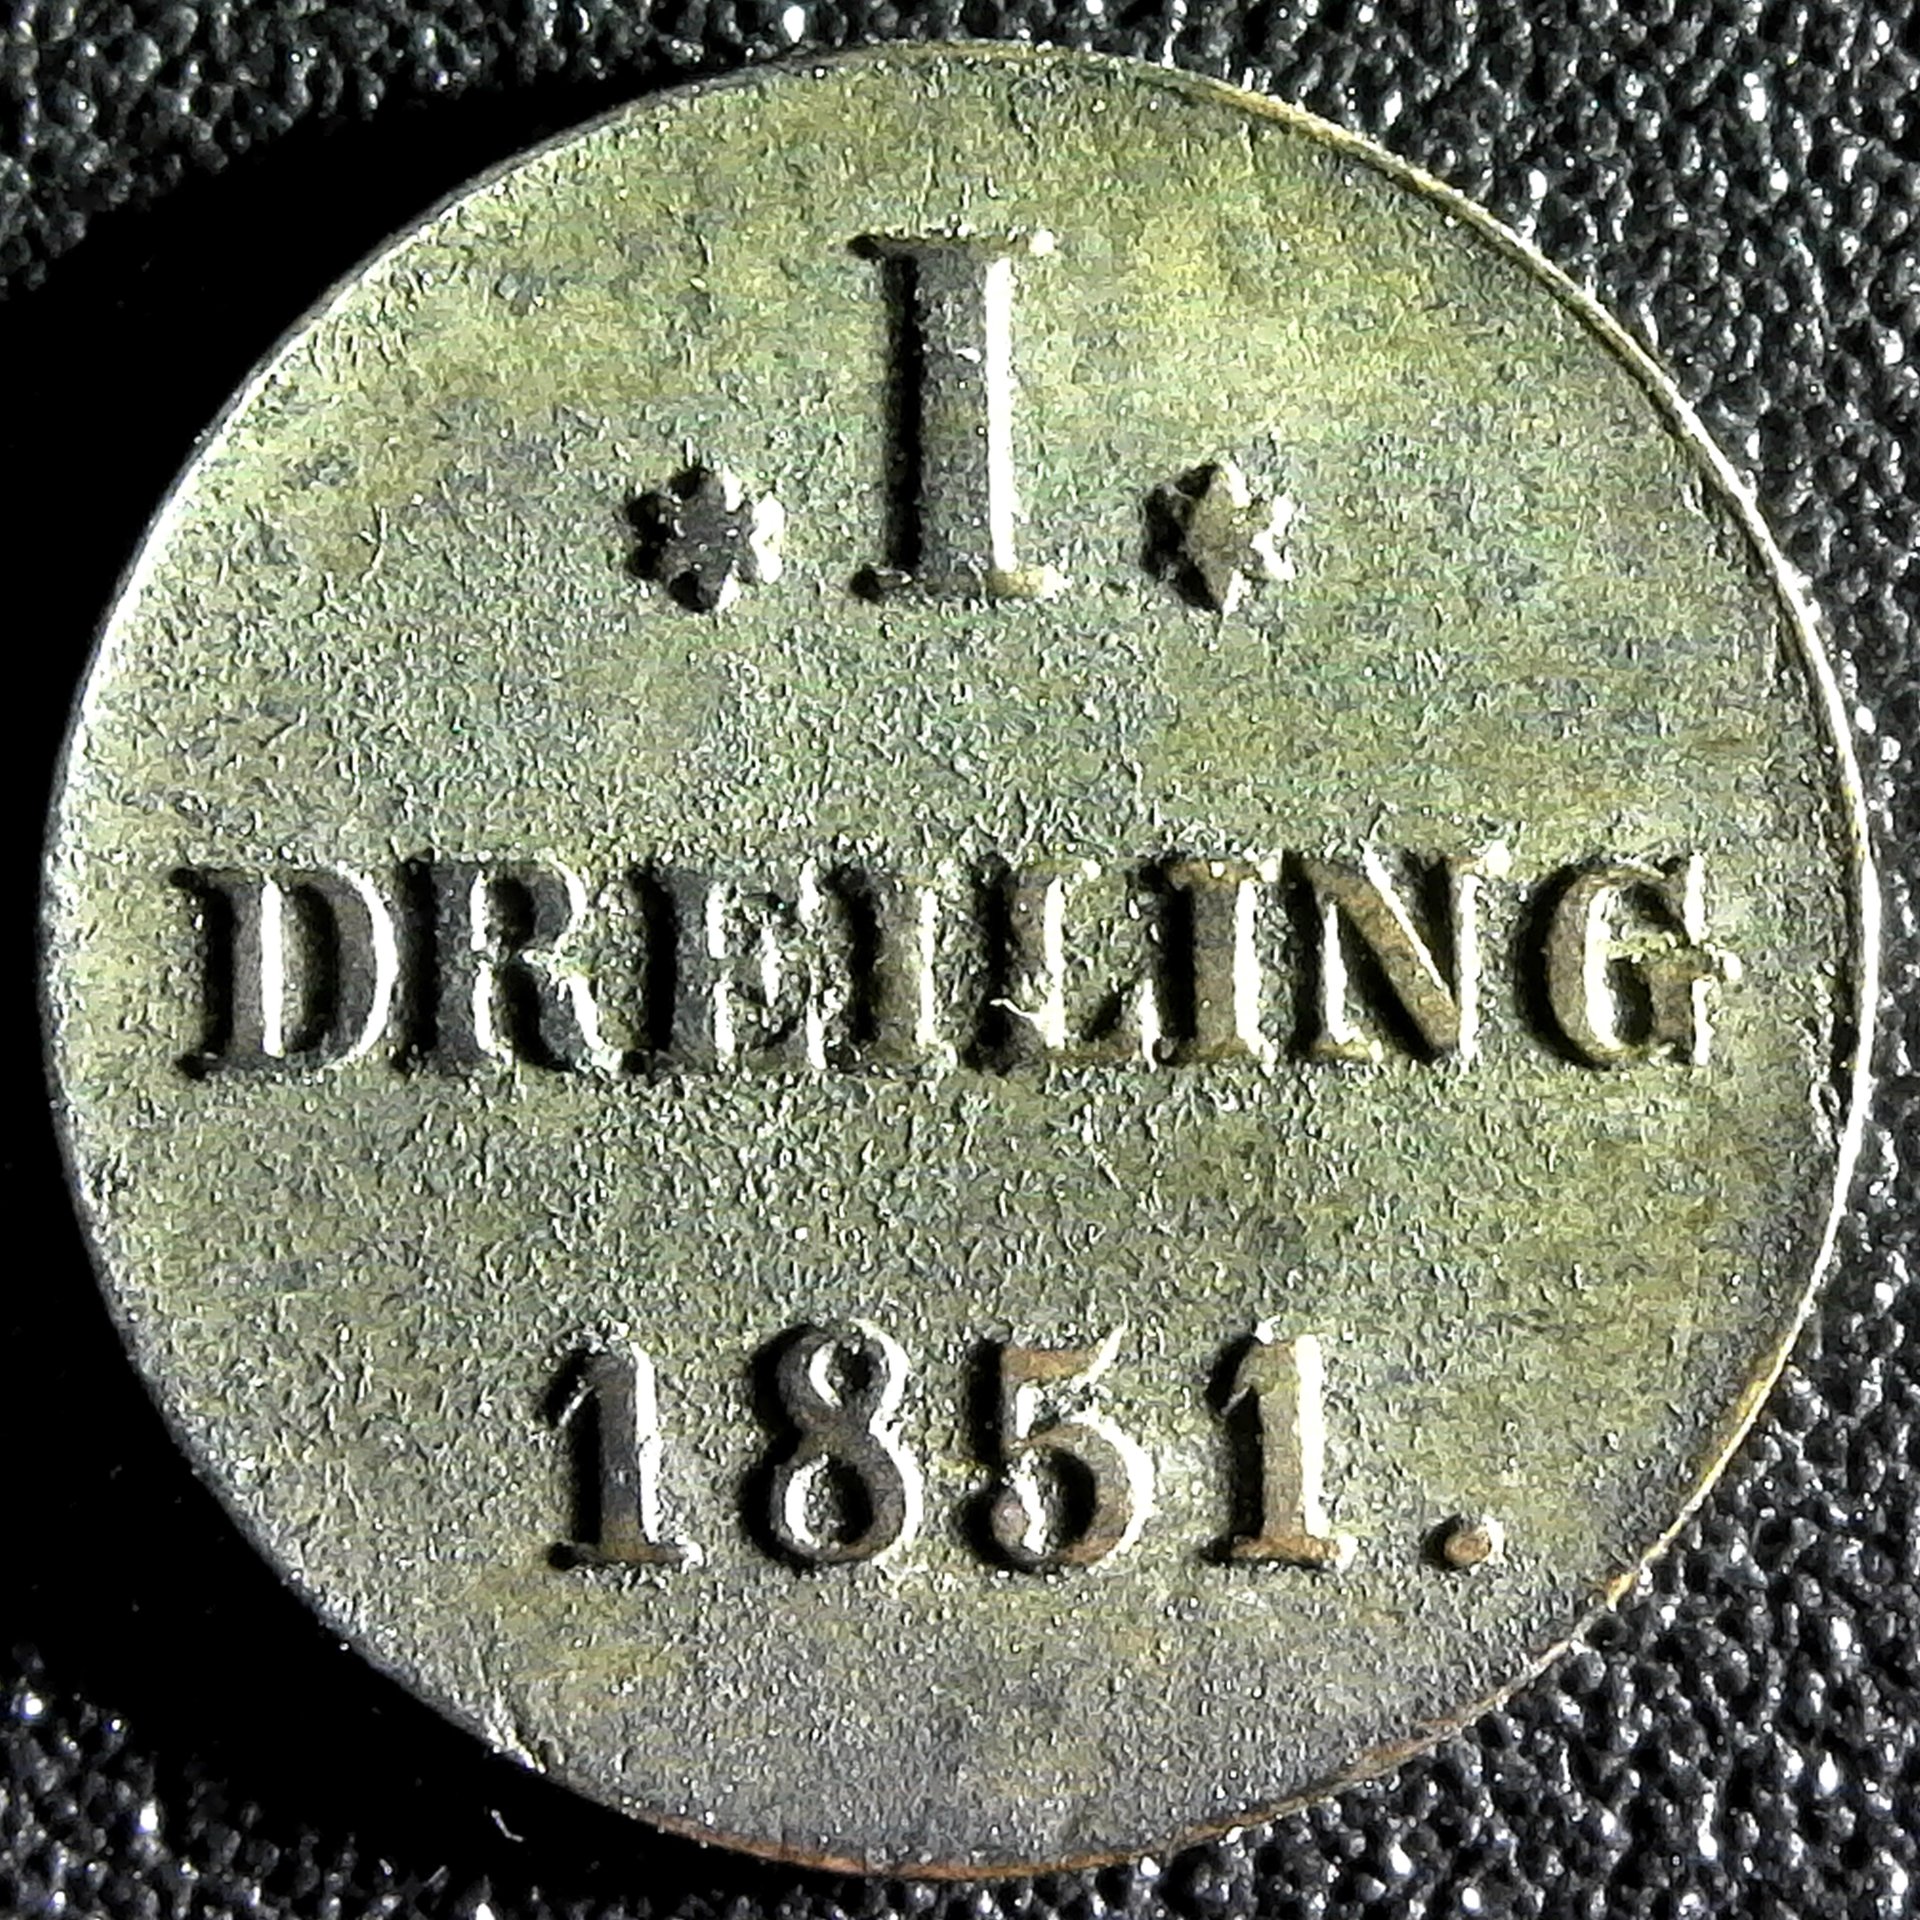 * I *
DREILING
1851.